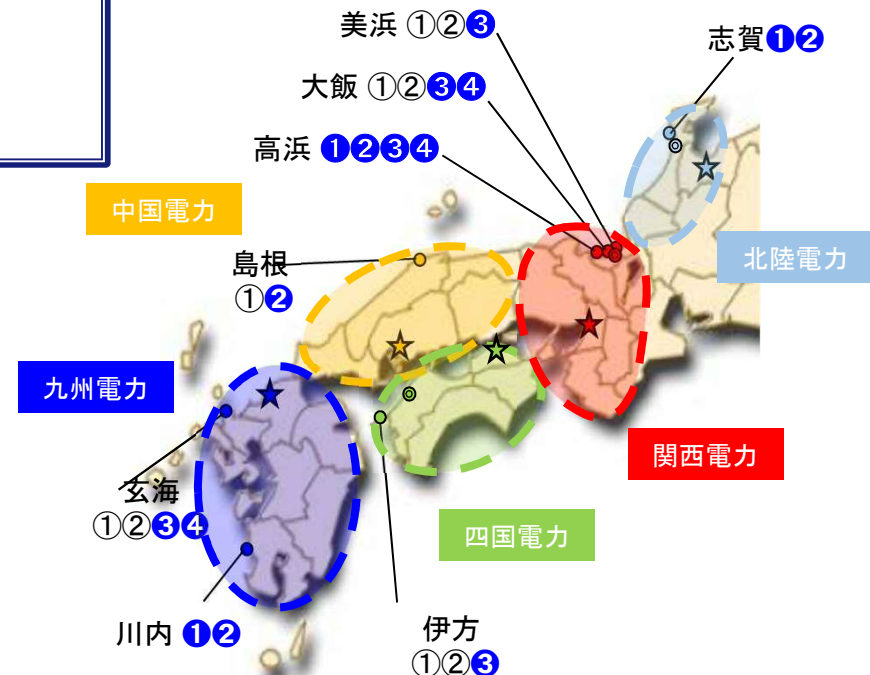 美浜 ①②❸
志賀❶❷
大飯 ①②❸❹
高浜 ❶❷❸❹
中国電力
北陸電力
島根
①❷
九州電力
関西電力
玄海
①②❸❹
四国電力
川内 ❶❷
伊方
①②❸